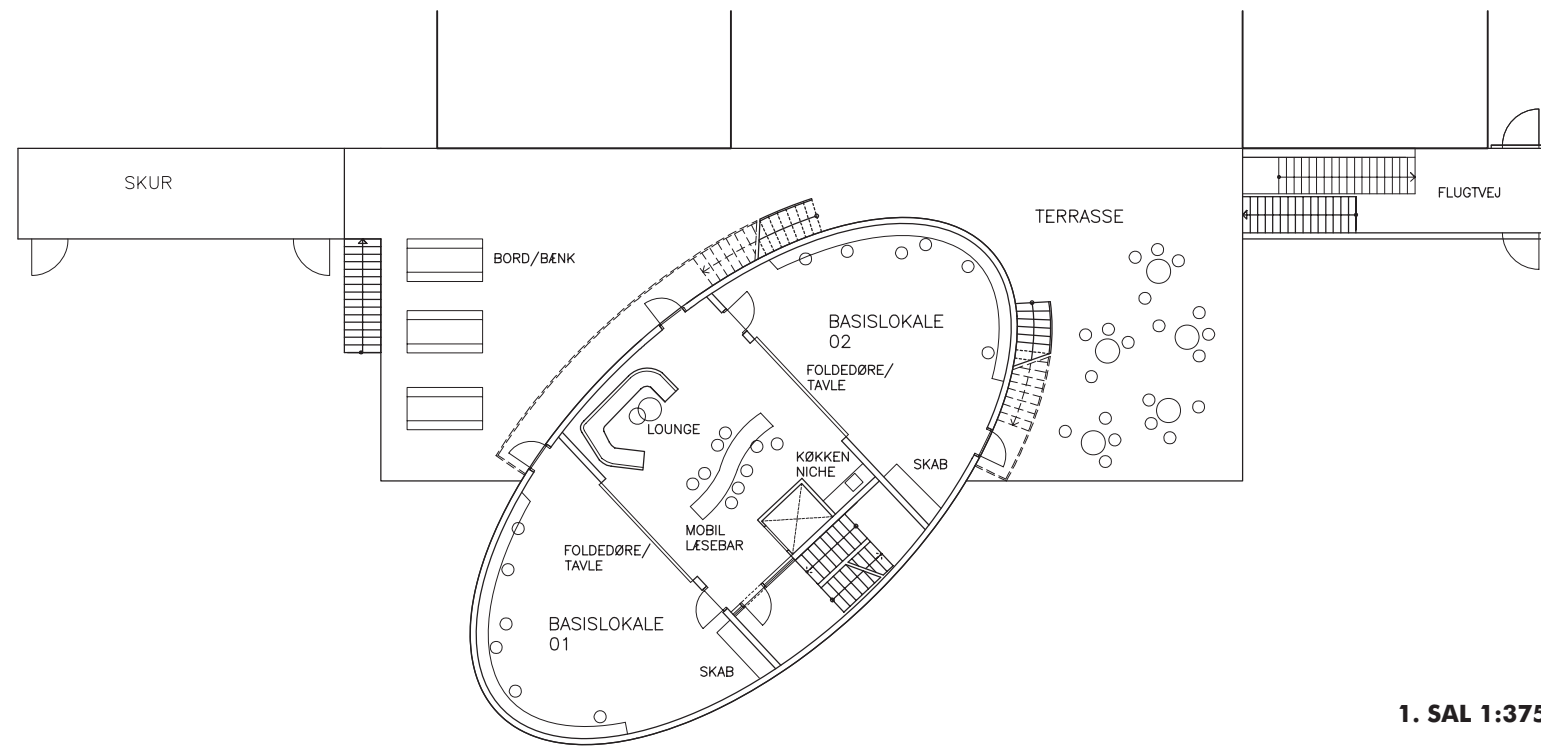 SKUR
TERRASSE
FLUGTVEJ
BORD/BÆNK
BASISLOKALE
02
FOLDEDØRE/
TAVLE
LOUNGE
KØKKEN
NICHE
SKAB
MOBIL
LÆSEBAR
FOLDEDØRE/
TAVLE
BASISLOKALE
01
SKAB
1. SAL 1:375